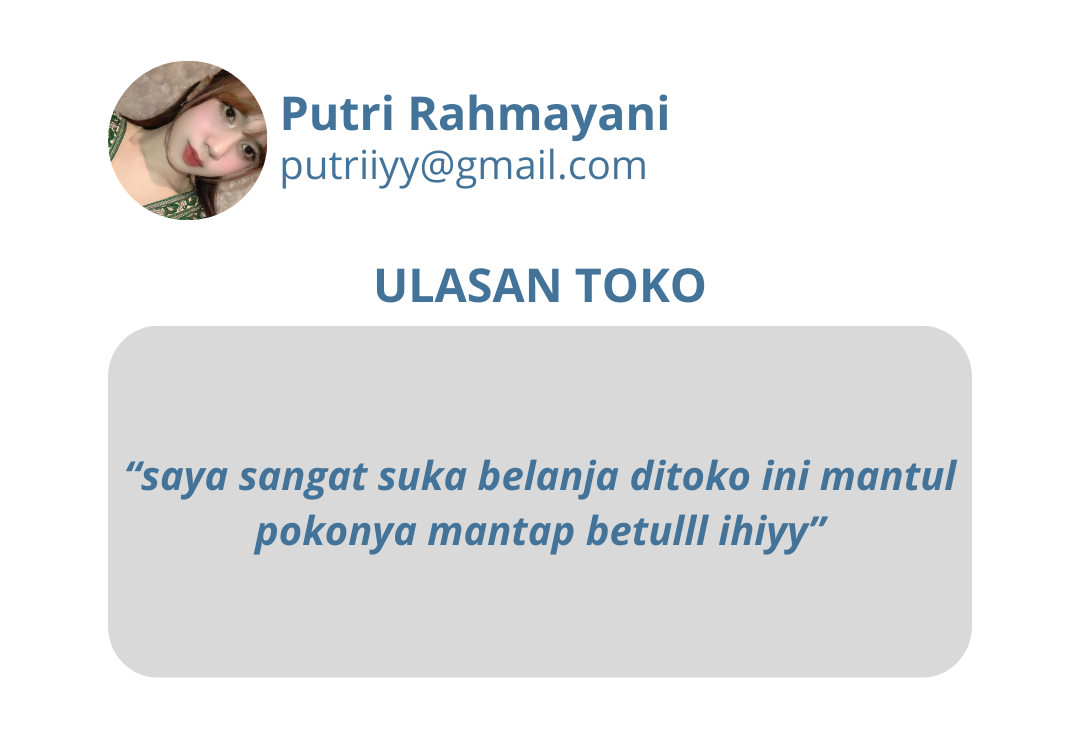 Putri Rahmayani
putriiyy@gmail.com
ULASAN TOKO
“saya sangat suka belanja ditoko ini mantul
pokonya mantap betulll ihiyy”